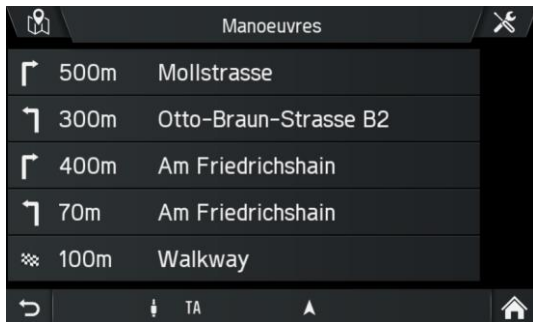 Manoeuvres
500m Mollstrasse
300m Otto-Braun-Strasse B2
400m Am Friedrichshain
70m Am Friedrichshain
100m Walkway
TA